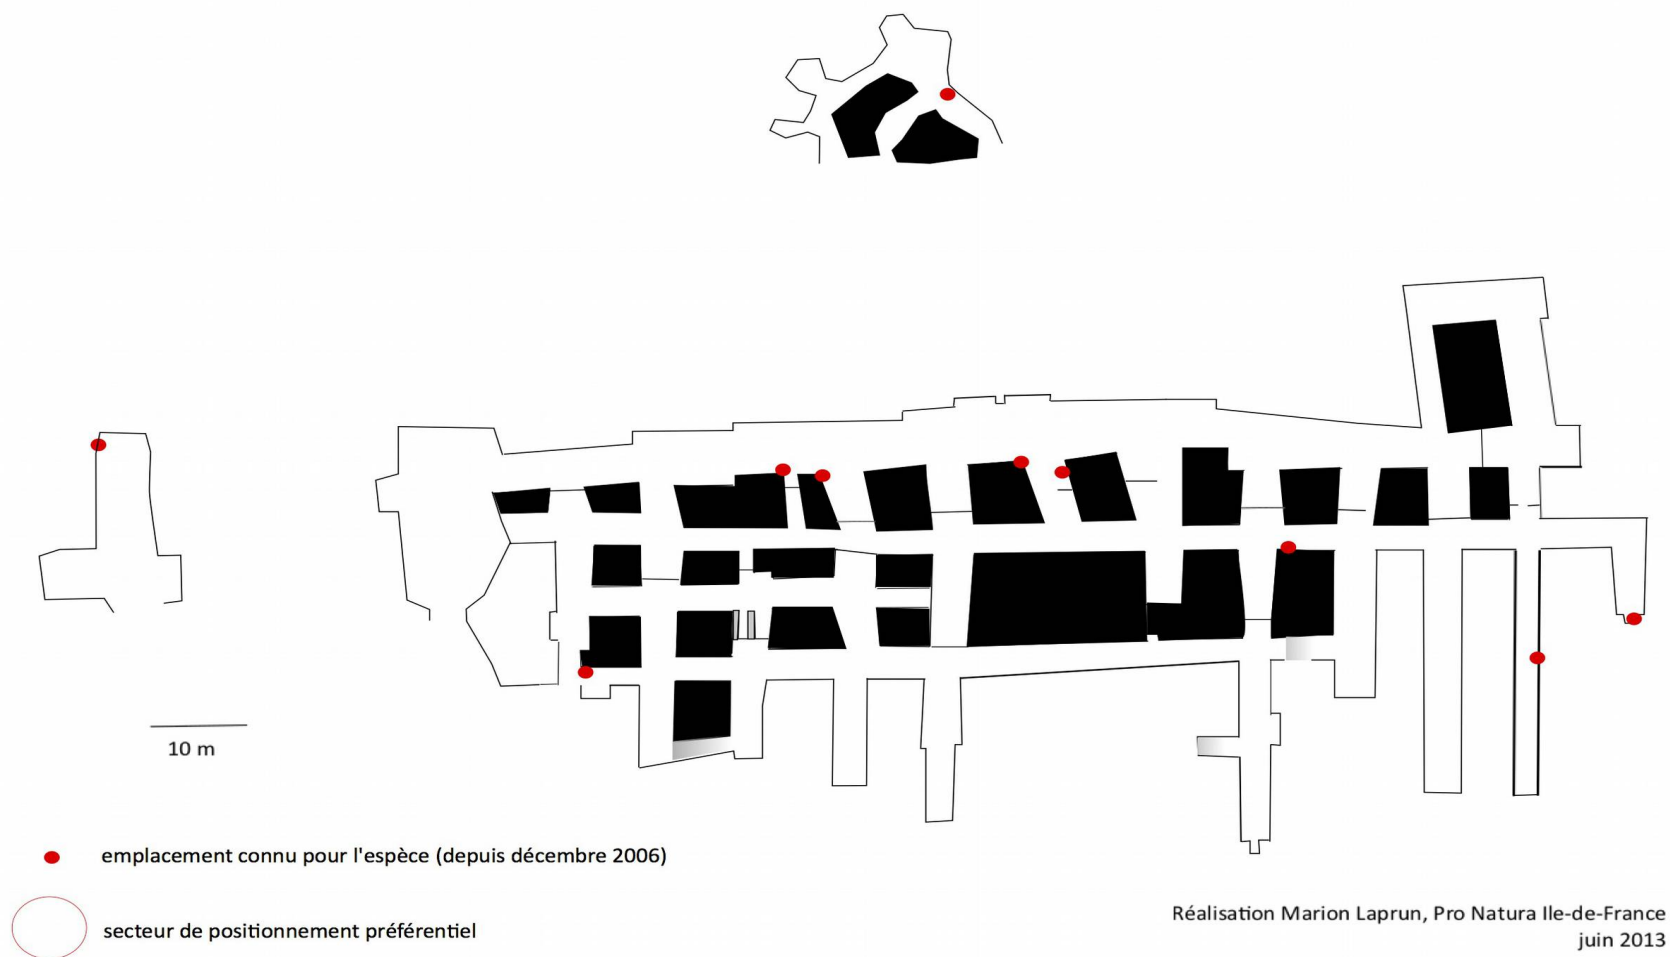 10 m
emplacement connu pour l'espèce (depuis décembre 2006)
secteur de positionnement préférentiel
Réalisation Marion Laprun, Pro Natura Ile-de-France
juin 2013